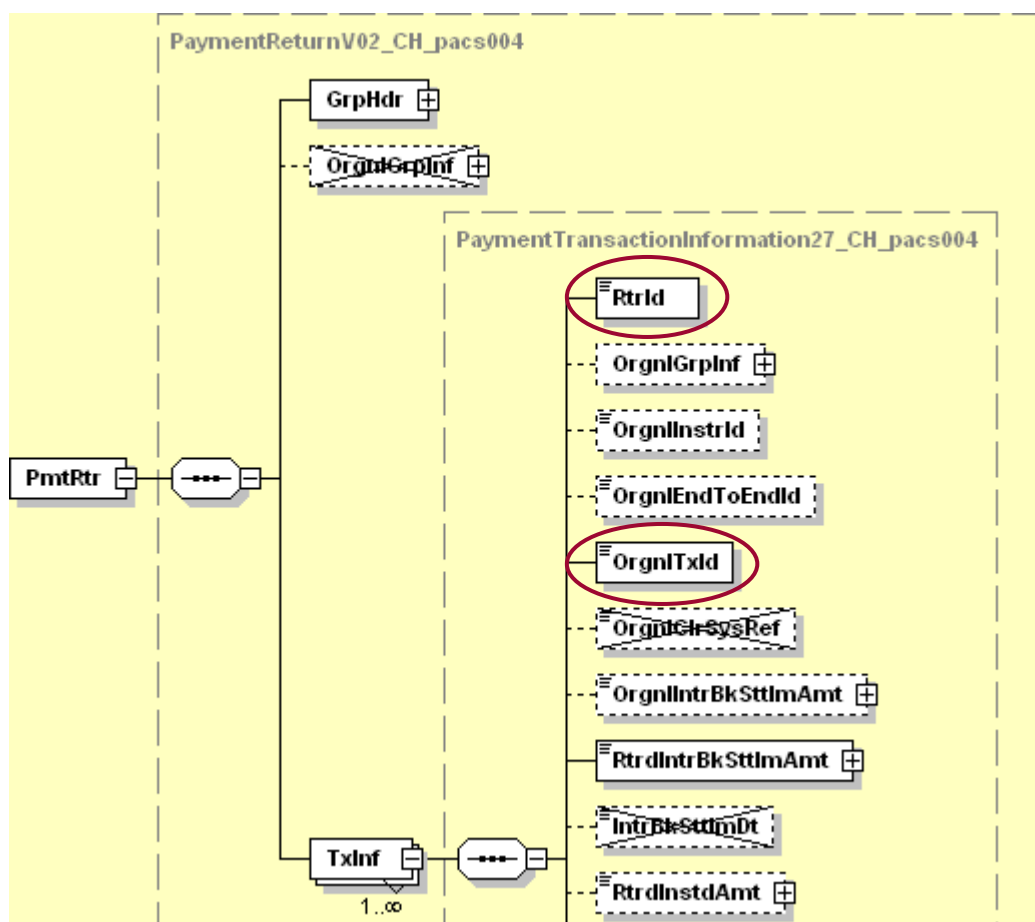 PaymentReturnV02_CH_pacs004
GrpHdr
OrgnlGrpInf
PaymentTransactionInformation27_CH_pacs004
RtrId
OrgnlGrpInf
OrgnlInstrId
OrgnlEndToEndId
PmtRtr
OrgnlTxId
OrgnlClrSysRef
OrgnlIntrBkSttlmAmt
RtrdIntrBkSttlmAmt
IntrBkSttlmDt
TxInf
RtrdInstdAmt
1..∞